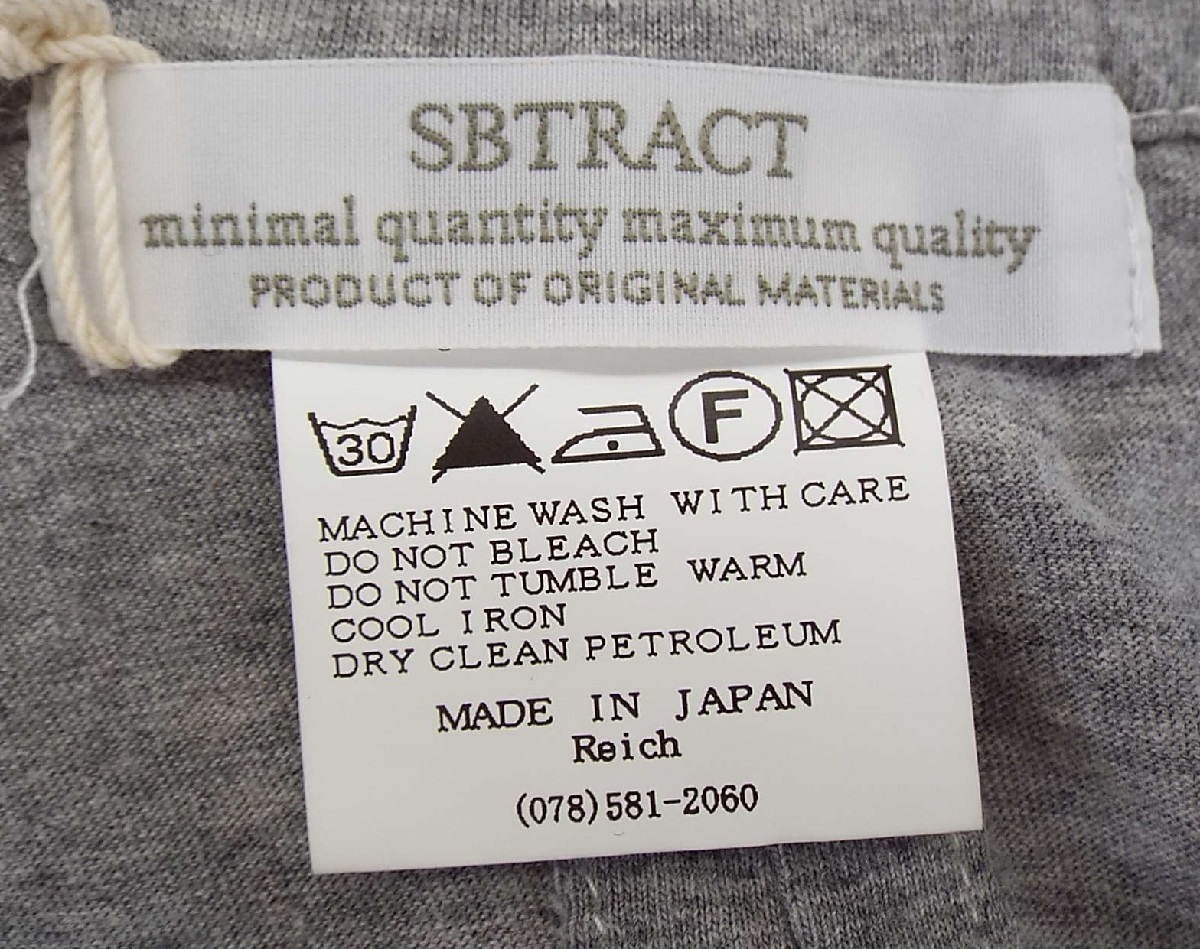 SBTRACT
minimal quantity maximum quality
PRODUCT OF ORIGINAL MATERIALS
30 F
MACHINE WASH WITH CARE
DO NOT BLEACH
DO NOT TUMBLE WARM
COOL IRON
DRY CLEAN PETROLEUM
MADE IN JAPAN
Reich
(078)581-2060